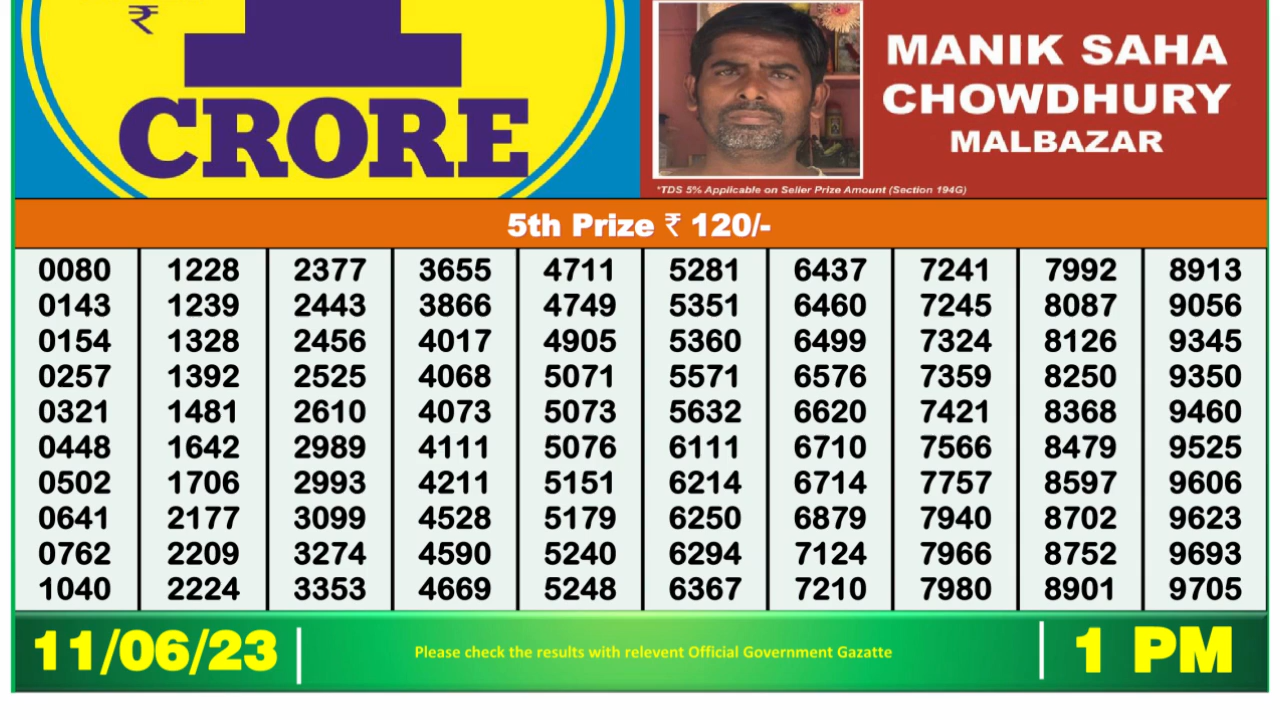 ₹
1
CRORE
MANIK SAHA
CHOWDHURY
MALBAZAR
*TDS 5% Applicable on Seller Prize Amount (Section 194G)
5th Prize ₹ 120/-
0080 1228 2377 3655 4711 5281 6437 7241 7992 8913
0143 1239 2443 3866 4749 5351 6460 7245 8087 9056
0154 1328 2456 4017 4905 5360 6499 7324 8126 9345
0257 1392 2525 4068 5071 5571 6576 7359 8250 9350
0321 1481 2610 4073 5073 5632 6620 7421 8368 9460
0448 1642 2989 4111 5076 6111 6710 7566 8479 9525
0502 1706 2993 4211 5151 6214 6714 7757 8597 9606
0641 2177 3099 4528 5179 6250 6879 7940 8702 9623
0762 2209 3274 4590 5240 6294 7124 7966 8752 9693
1040 2224 3353 4669 5248 6367 7210 7980 8901 9705
11/06/23
Please check the results with relevent Official Government Gazatte
1 PM